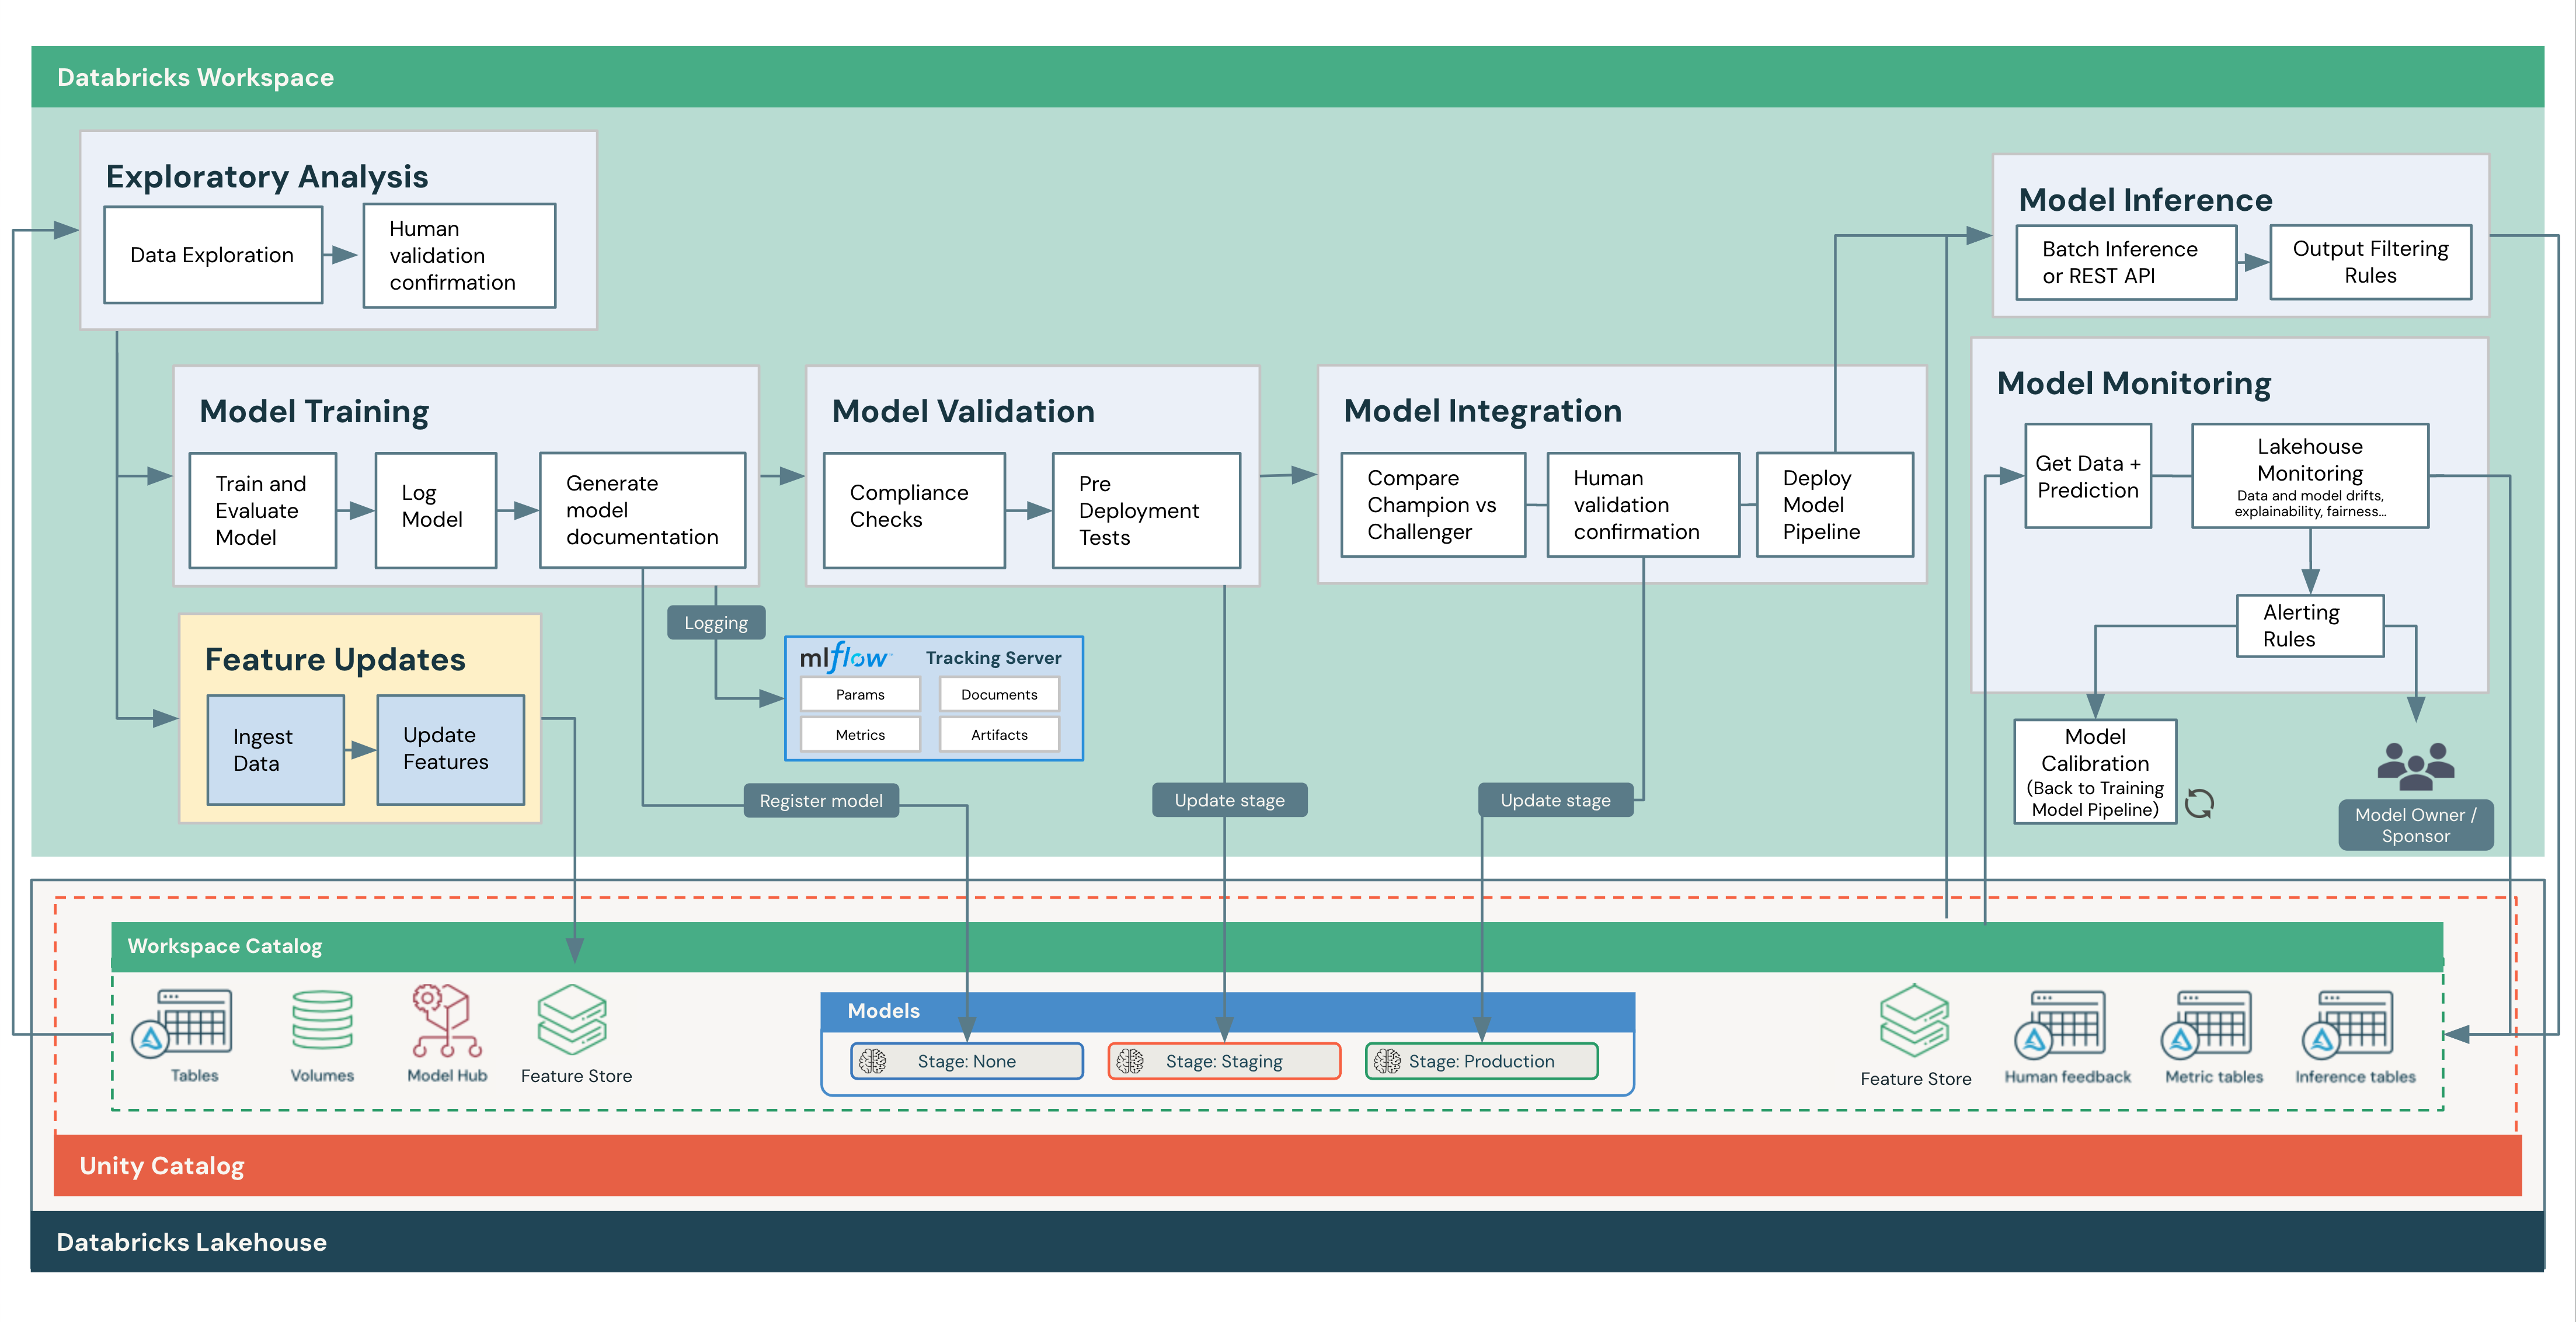 Databricks Workspace
Exploratory Analysis
Data Exploration
Human
validation
confirmation
Model Training
Train and
Evaluate
Model
Log
Model
Generate
model
documentation
Feature Updates
Ingest
Data
Update
Features
Logging
mlflow
Tracking Server
Params
Documents
Metrics
Artifacts
Register model
Model Validation
Compliance
Checks
Pre
Deployment
Tests
Update stage
Model Integration
Compare
Champion vs
Challenger
Human
validation
confirmation
Deploy
Model
Pipeline
Update stage
Model Inference
Batch Inference
or REST API
Output Filtering
Rules
Model Monitoring
Get Data +
Prediction
Lakehouse
Monitoring
Data and model drifts,
explainability, fairness...
Alerting
Rules
Model
Calibration
(Back to Training
Model Pipeline)
Model Owner /
Sponsor
Workspace Catalog
Tables
Volumes
Model Hub
Feature Store
Models
Stage: None
Stage: Staging
Stage: Production
Feature Store
Human feedback
Metric tables
Inference tables
Unity Catalog
Databricks Lakehouse